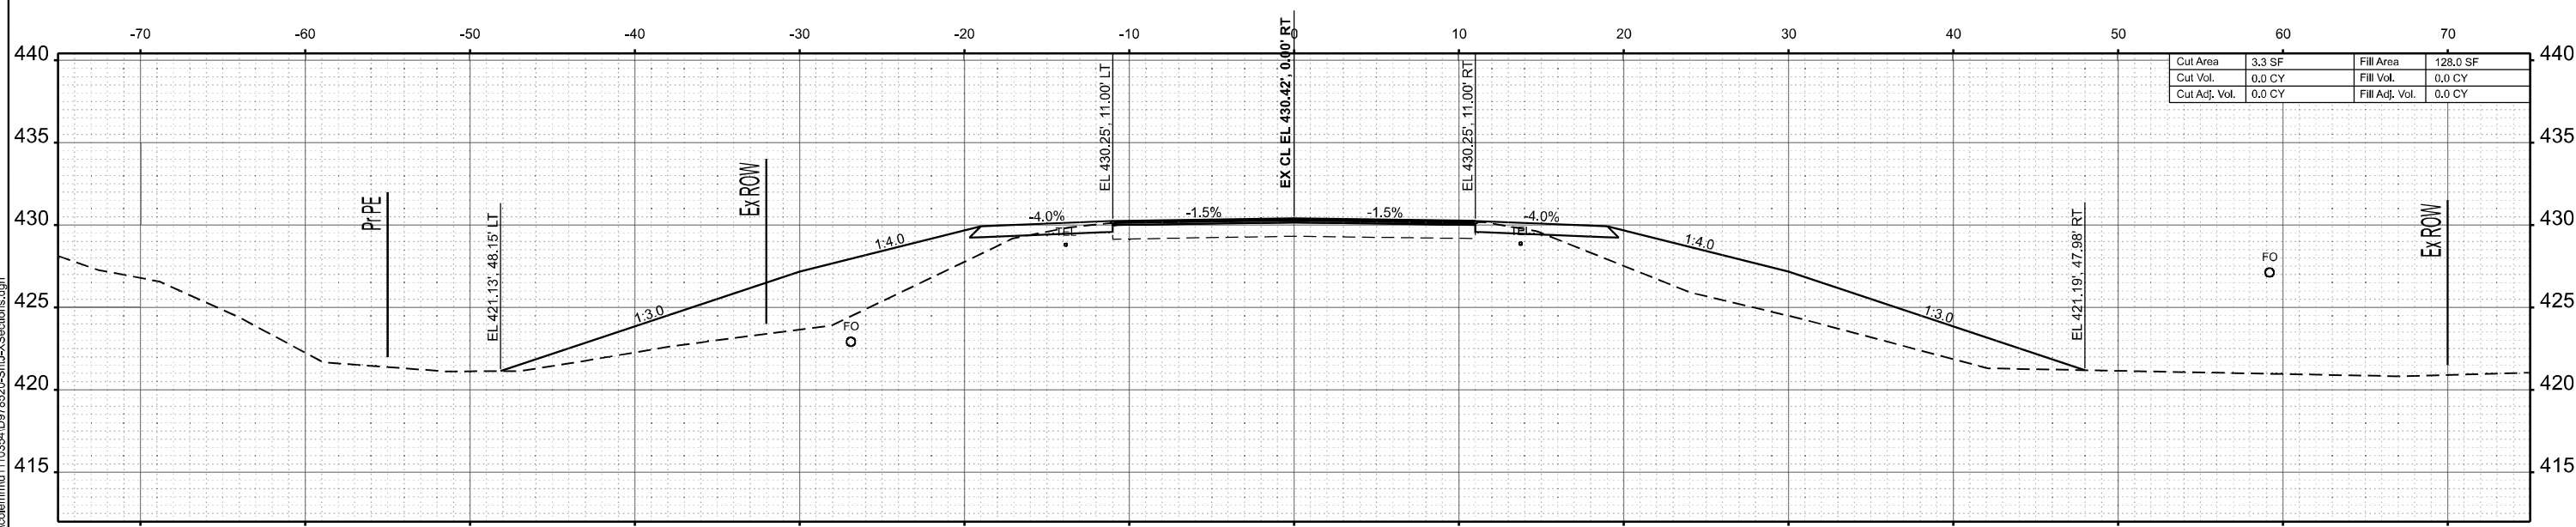 -70 -60 -50 -40 -30 -20 -10 0 10 20 30 40 50 60 70
440 440
Cut Area 3.3 SF Fill Area 128.0 SF
Cut Vol. 0.0 CY Fill Vol. 0.0 CY
Cut Adj. Vol. 0.0 CY Fill Adj. Vol. 0.0 CY
EX CL EL 430.42', 0.00' RT
EL 430.25', 11.00' LT
EL 430.25', 11.00' RT
435 435
Pr PE
Ex ROW
Ex ROW
EL 421.13', 48.15' LT
EL 421.19', 47.98' RT
430 430
-4.0% -1.5% -1.5% -4.0%
TEL TEL
1:4.0 1:4.0
FO
425 425
1:3.0 1:3.0
FO
420 420
415 415